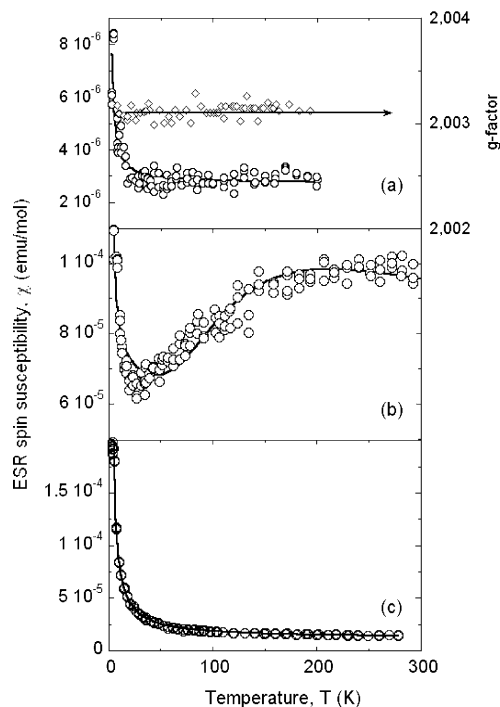 2,004
8 10⁻⁶
6 10⁻⁶
2,003
g-factor
4 10⁻⁶
(a)
2 10⁻⁶
2,002
1 10⁻⁴
ESR spin susceptibility, χ (emu/mol)
8 10⁻⁵
6 10⁻⁵
(b)
1.5 10⁻⁴
1 10⁻⁴
5 10⁻⁵
(c)
0
0 100 200 300
Temperature, T (K)